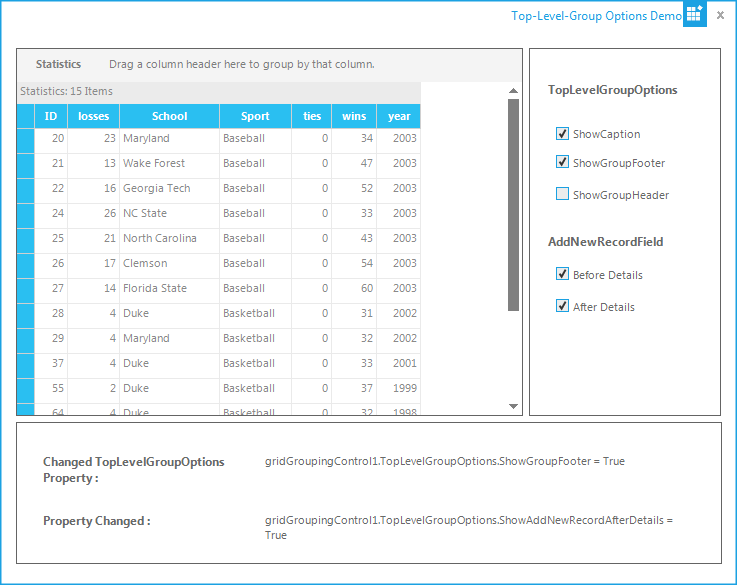 Top-Level-Group Options Demo
x
Statistics Drag a column header here to group by that column.
Statistics: 15 Items
ID losses School Sport ties wins year
20 23 Maryland Baseball 0 34 2003
21 13 Wake Forest Baseball 0 47 2003
22 16 Georgia Tech Baseball 0 52 2003
24 26 NC State Baseball 0 33 2003
25 21 North Carolina Baseball 0 43 2003
26 17 Clemson Baseball 0 54 2003
27 14 Florida State Baseball 0 60 2003
28 4 Duke Basketball 0 31 2002
29 4 Maryland Basketball 0 32 2002
37 4 Duke Basketball 0 33 2001
55 2 Duke Basketball 0 37 1999
64 4 Duke Basketball 0 32 1998
TopLevelGroupOptions
ShowCaption
ShowGroupFooter
ShowGroupHeader
AddNewRecordField
Before Details
After Details
Changed TopLevelGroupOptions
Property :
gridGroupingControl1.TopLevelGroupOptions.ShowGroupFooter = True
Property Changed :
gridGroupingControl1.TopLevelGroupOptions.ShowAddNewRecordAfterDetails =
True